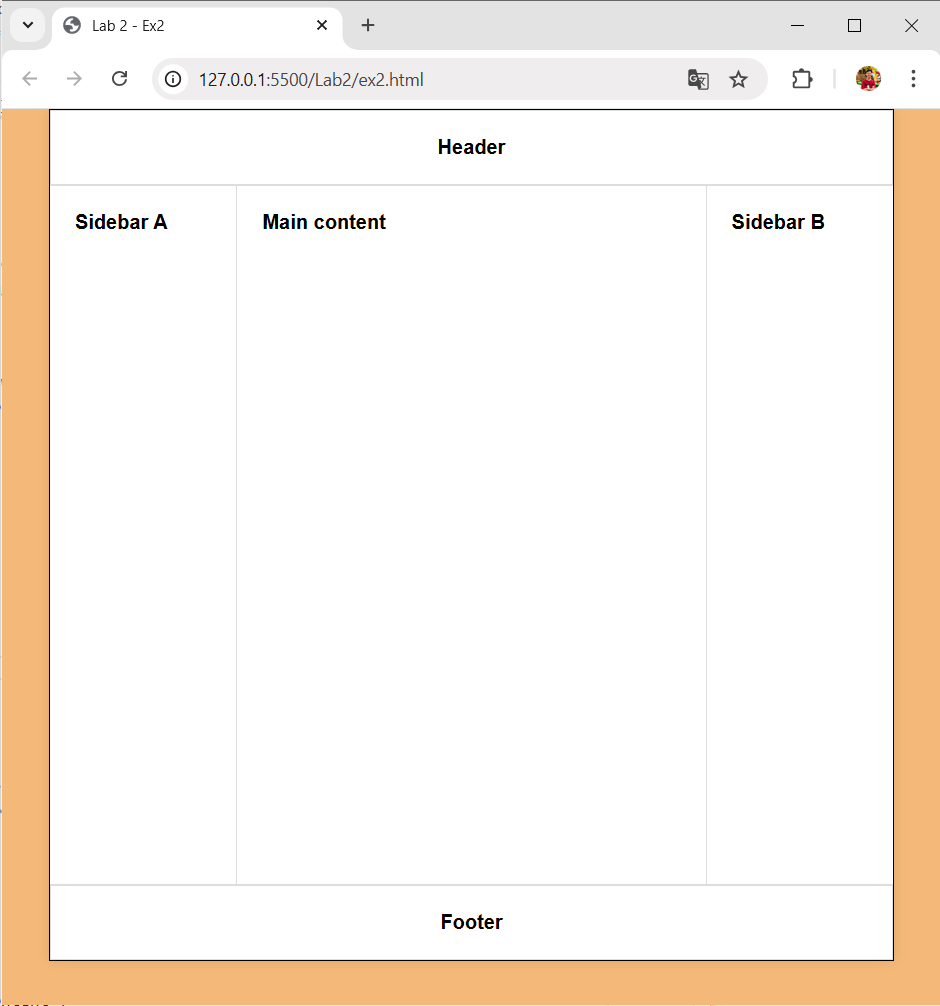 Lab 2 - Ex2
127.0.0.1:5500/Lab2/ex2.html
Header
Sidebar A
Main content
Sidebar B
Footer